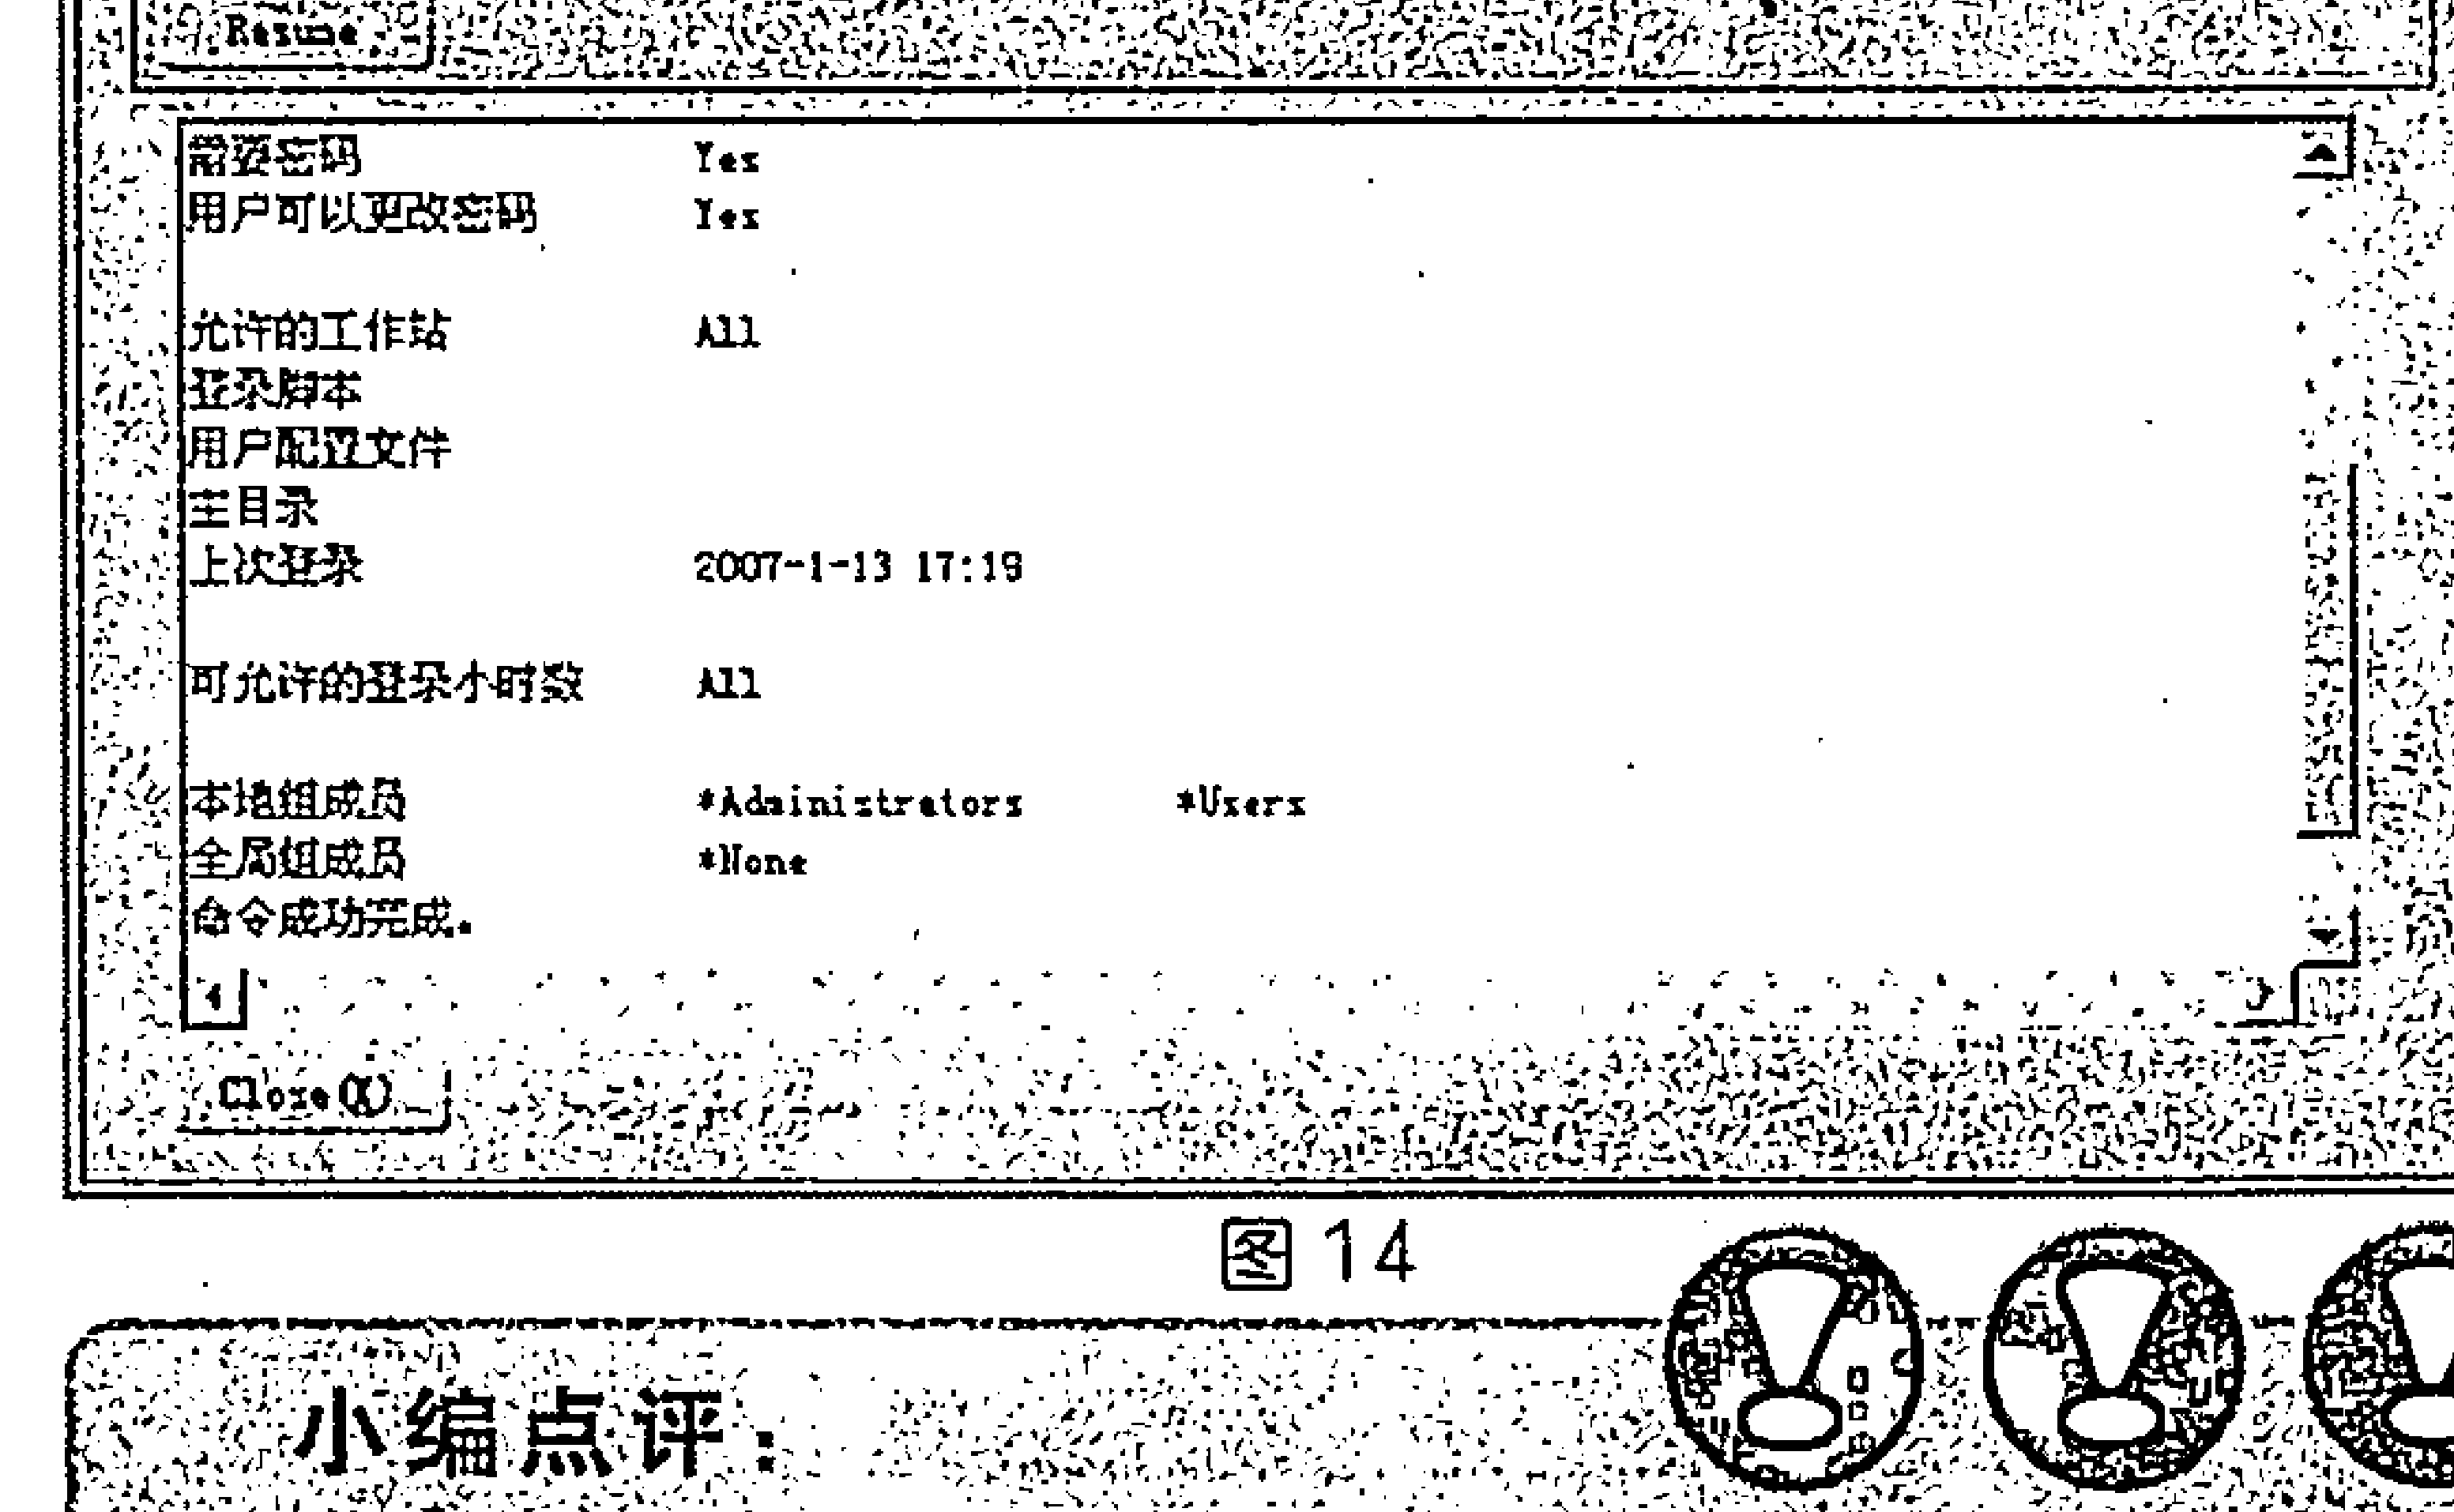 Resume
需要密码 Yes
用户可以更改密码 Yes
允许的工作站 All
登录脚本
用户配置文件
主目录
上次登录 2007-1-13 17:19
可允许的登录小时数 All
本地组成员 *Administrators *Users
全局组成员 *None
命令成功完成。
Close(X)
图 14
小编点评：